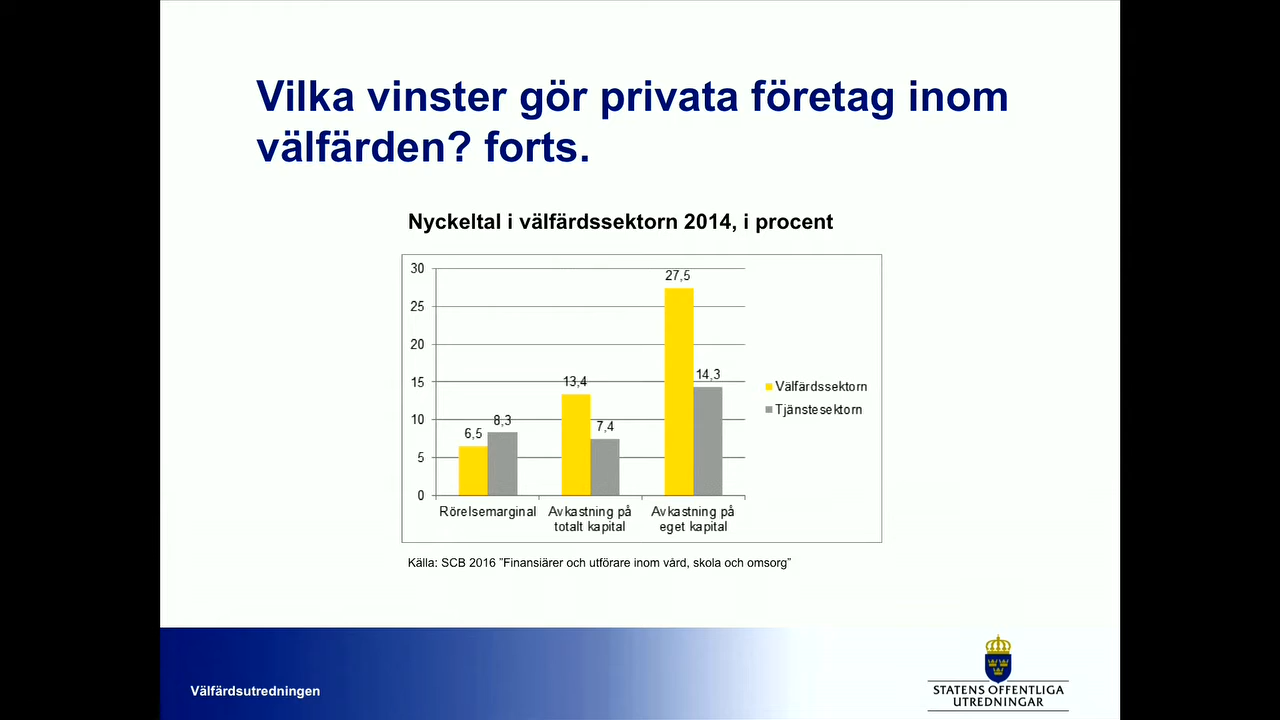 Vilka vinster gör privata företag inom
välfärden? forts.
Nyckeltal i välfärdssektorn 2014, i procent
30
25
20
15
10
5
0
6,5
8,3
13,4
7,4
27,5
14,3
Rörelsemarginal
Avkastning på
totalt kapital
Avkastning på
eget kapital
Välfärdssektorn
Tjänstesektorn
Källa: SCB 2016 ”Finansiärer och utförare inom vård, skola och omsorg”
Välfärdsutredningen
STATENS OFFENTLIGA
UTREDNINGAR